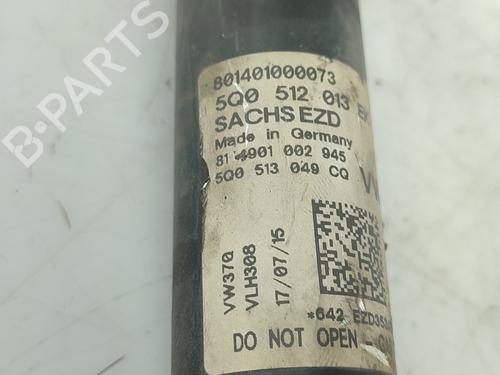 801401000073
5Q0 512 013
SACHS EZD
Made in Germany
81 4901 002 945
5Q0 513 049 CQ
VW370
VLH308
17/07/15
DO NOT OPEN -
B-PARTS